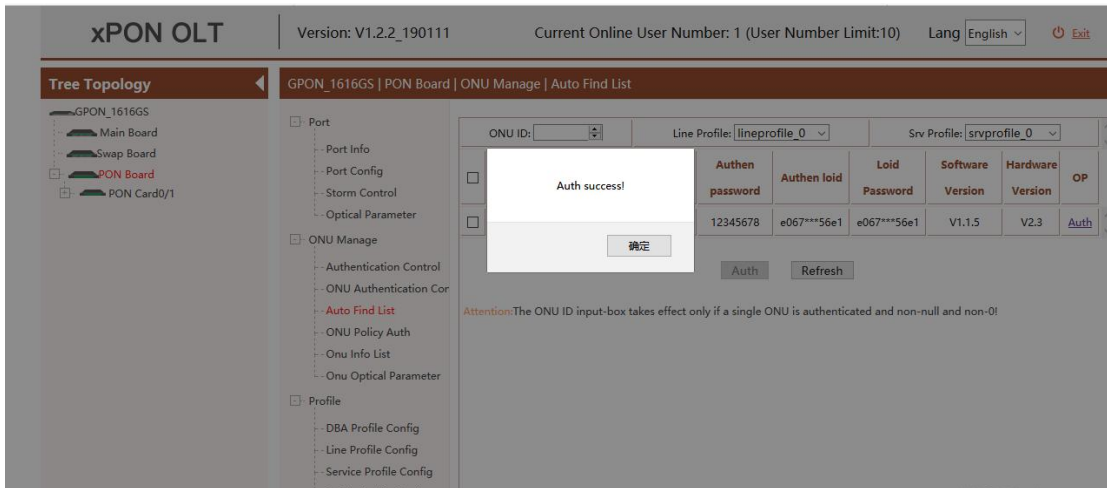 xPON OLT
Version: V1.2.2_190111
Current Online User Number: 1 (User Number Limit:10)
Lang English
Exit
Tree Topology
GPON_1616GS | PON Board | ONU Manage | Auto Find List
GPON_1616GS
Main Board
Swap Board
PON Board
PON Card0/1
Port
Port Info
Port Config
Storm Control
Optical Parameter
ONU Manage
Authentication Control
ONU Authentication Con
Auto Find List
ONU Policy Auth
Onu Info List
Onu Optical Parameter
Profile
DBA Profile Config
Line Profile Config
Service Profile Config
ONU ID:
Line Profile: lineprofile_0
Srv Profile: srvprofile_0
Authen password
Authen loid
Loid Password
Software Version
Hardware Version
OP
12345678
e067***56e1
e067***56e1
V1.1.5
V2.3
Auth
Auth success!
确定
Auth
Refresh
Attention:The ONU ID input-box takes effect only if a single ONU is authenticated and non-null and non-0!